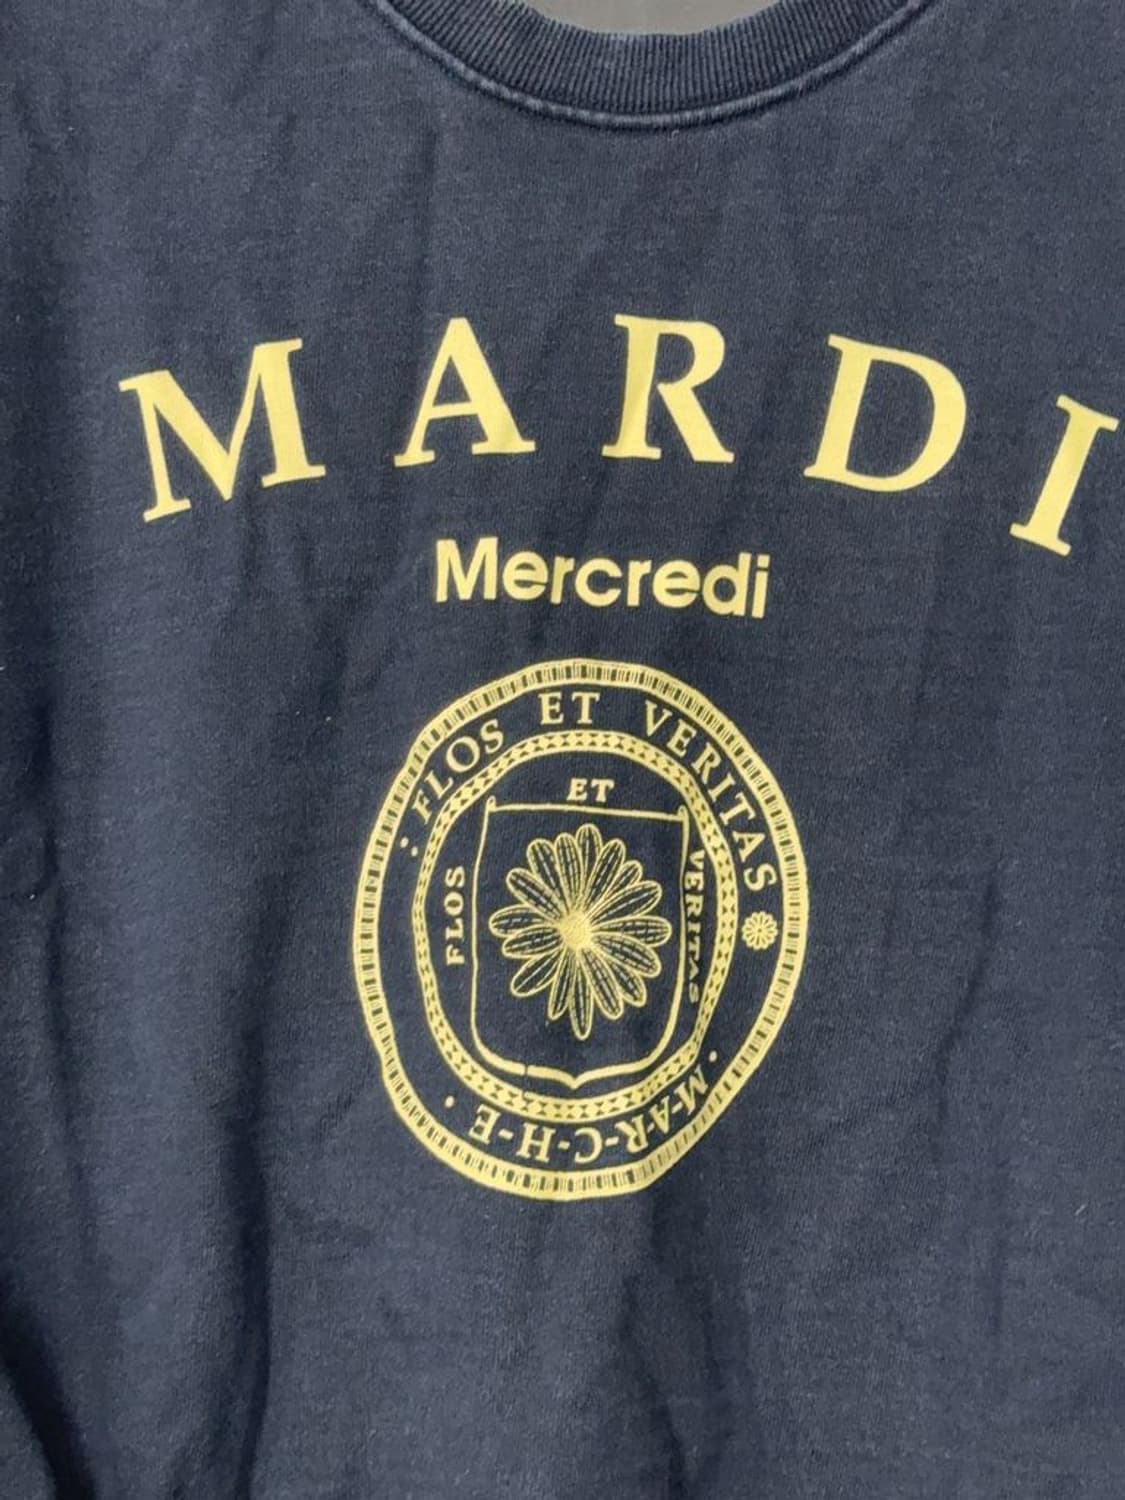 MARDI
Mercredi
FLOS ET VERITAS
ET
FLOS
VERITAS
M-A-R-C-H-E